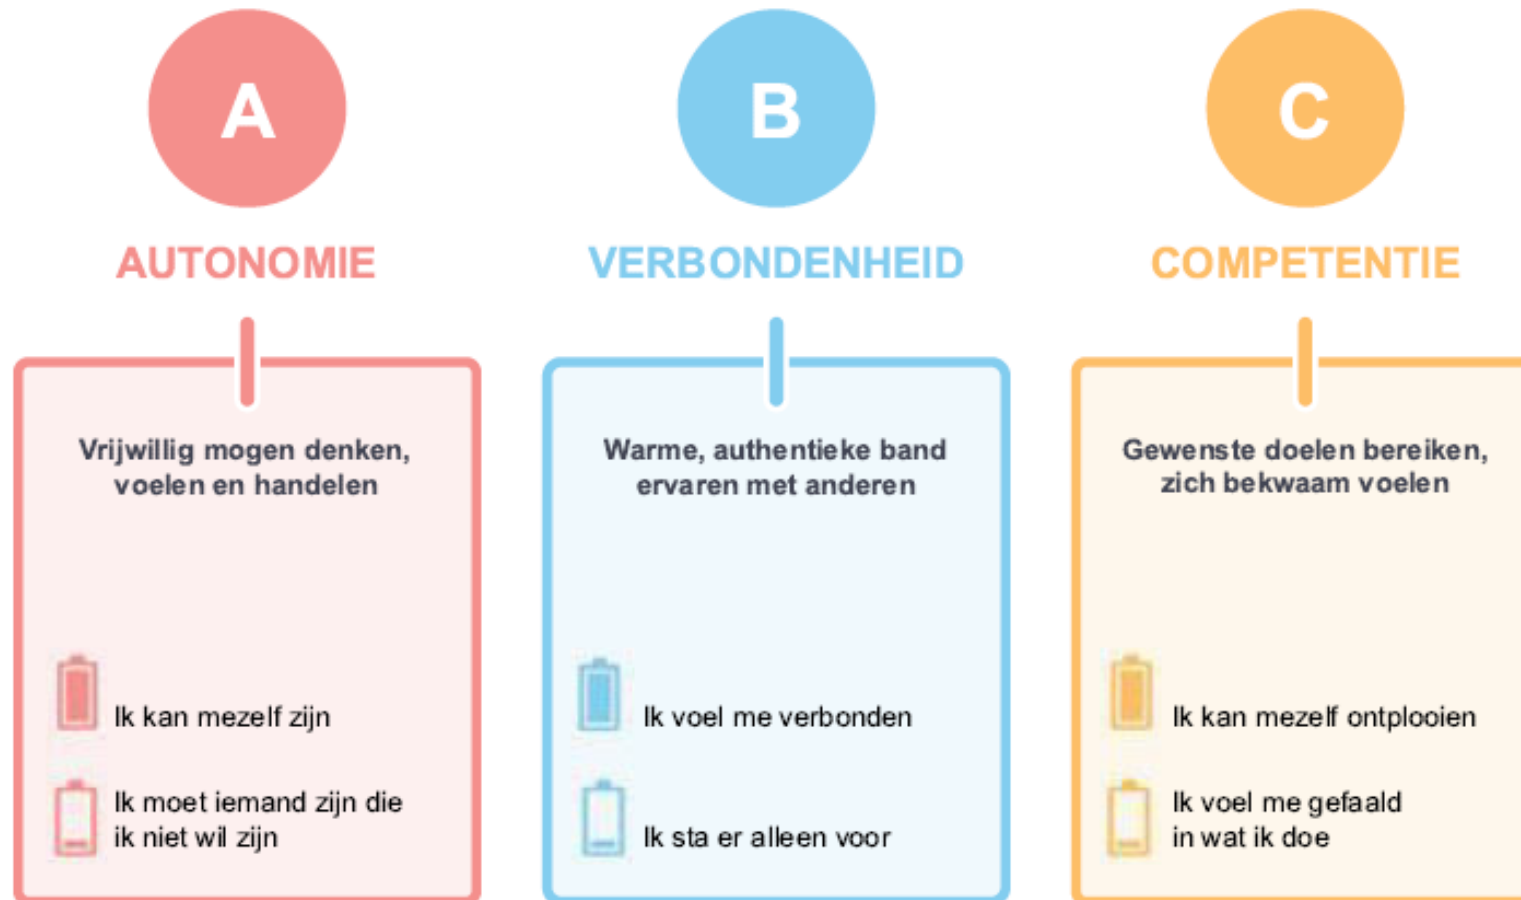 A
AUTONOMIE
Vrijwillig mogen denken,
voelen en handelen
Ik kan mezelf zijn
Ik moet iemand zijn die
ik niet wil zijn
B
VERBONDENHEID
Warme, authentieke band
ervaren met anderen
Ik voel me verbonden
Ik sta er alleen voor
C
COMPETENTIE
Gewenste doelen bereiken,
zich bekwaam voelen
Ik kan mezelf ontplooien
Ik voel me gefaald
in wat ik doe